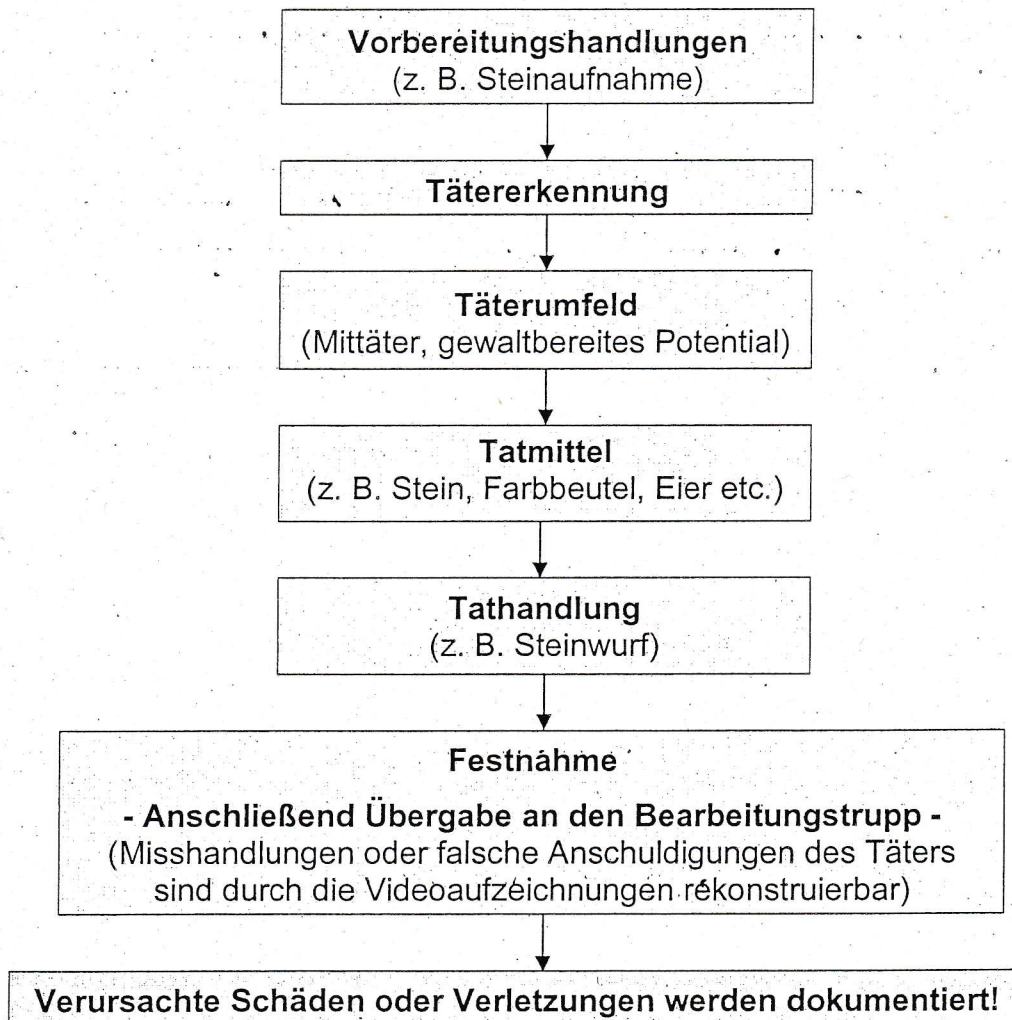 Vorbereitungshandlungen
(z. B. Steinaufnahme)
Tätererkennung
Täterumfeld
(Mittäter, gewaltbereites Potential)
Tatmittel
(z. B. Stein, Farbbeutel, Eier etc.)
Tathandlung
(z. B. Steinwurf)
Festnahme
- Anschließend Übergabe an den Bearbeitungstrupp -
(Misshandlungen oder falsche Anschuldigungen des Täters
sind durch die Videoaufzeichnungen rekonstruierbar)
Verursachte Schäden oder Verletzungen werden dokumentiert!